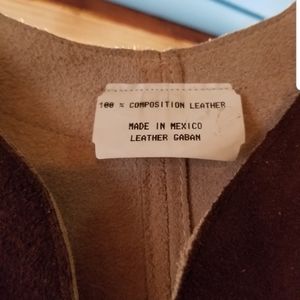 100 % COMPOSITION LEATHER
MADE IN MEXICO
LEATHER GABAN